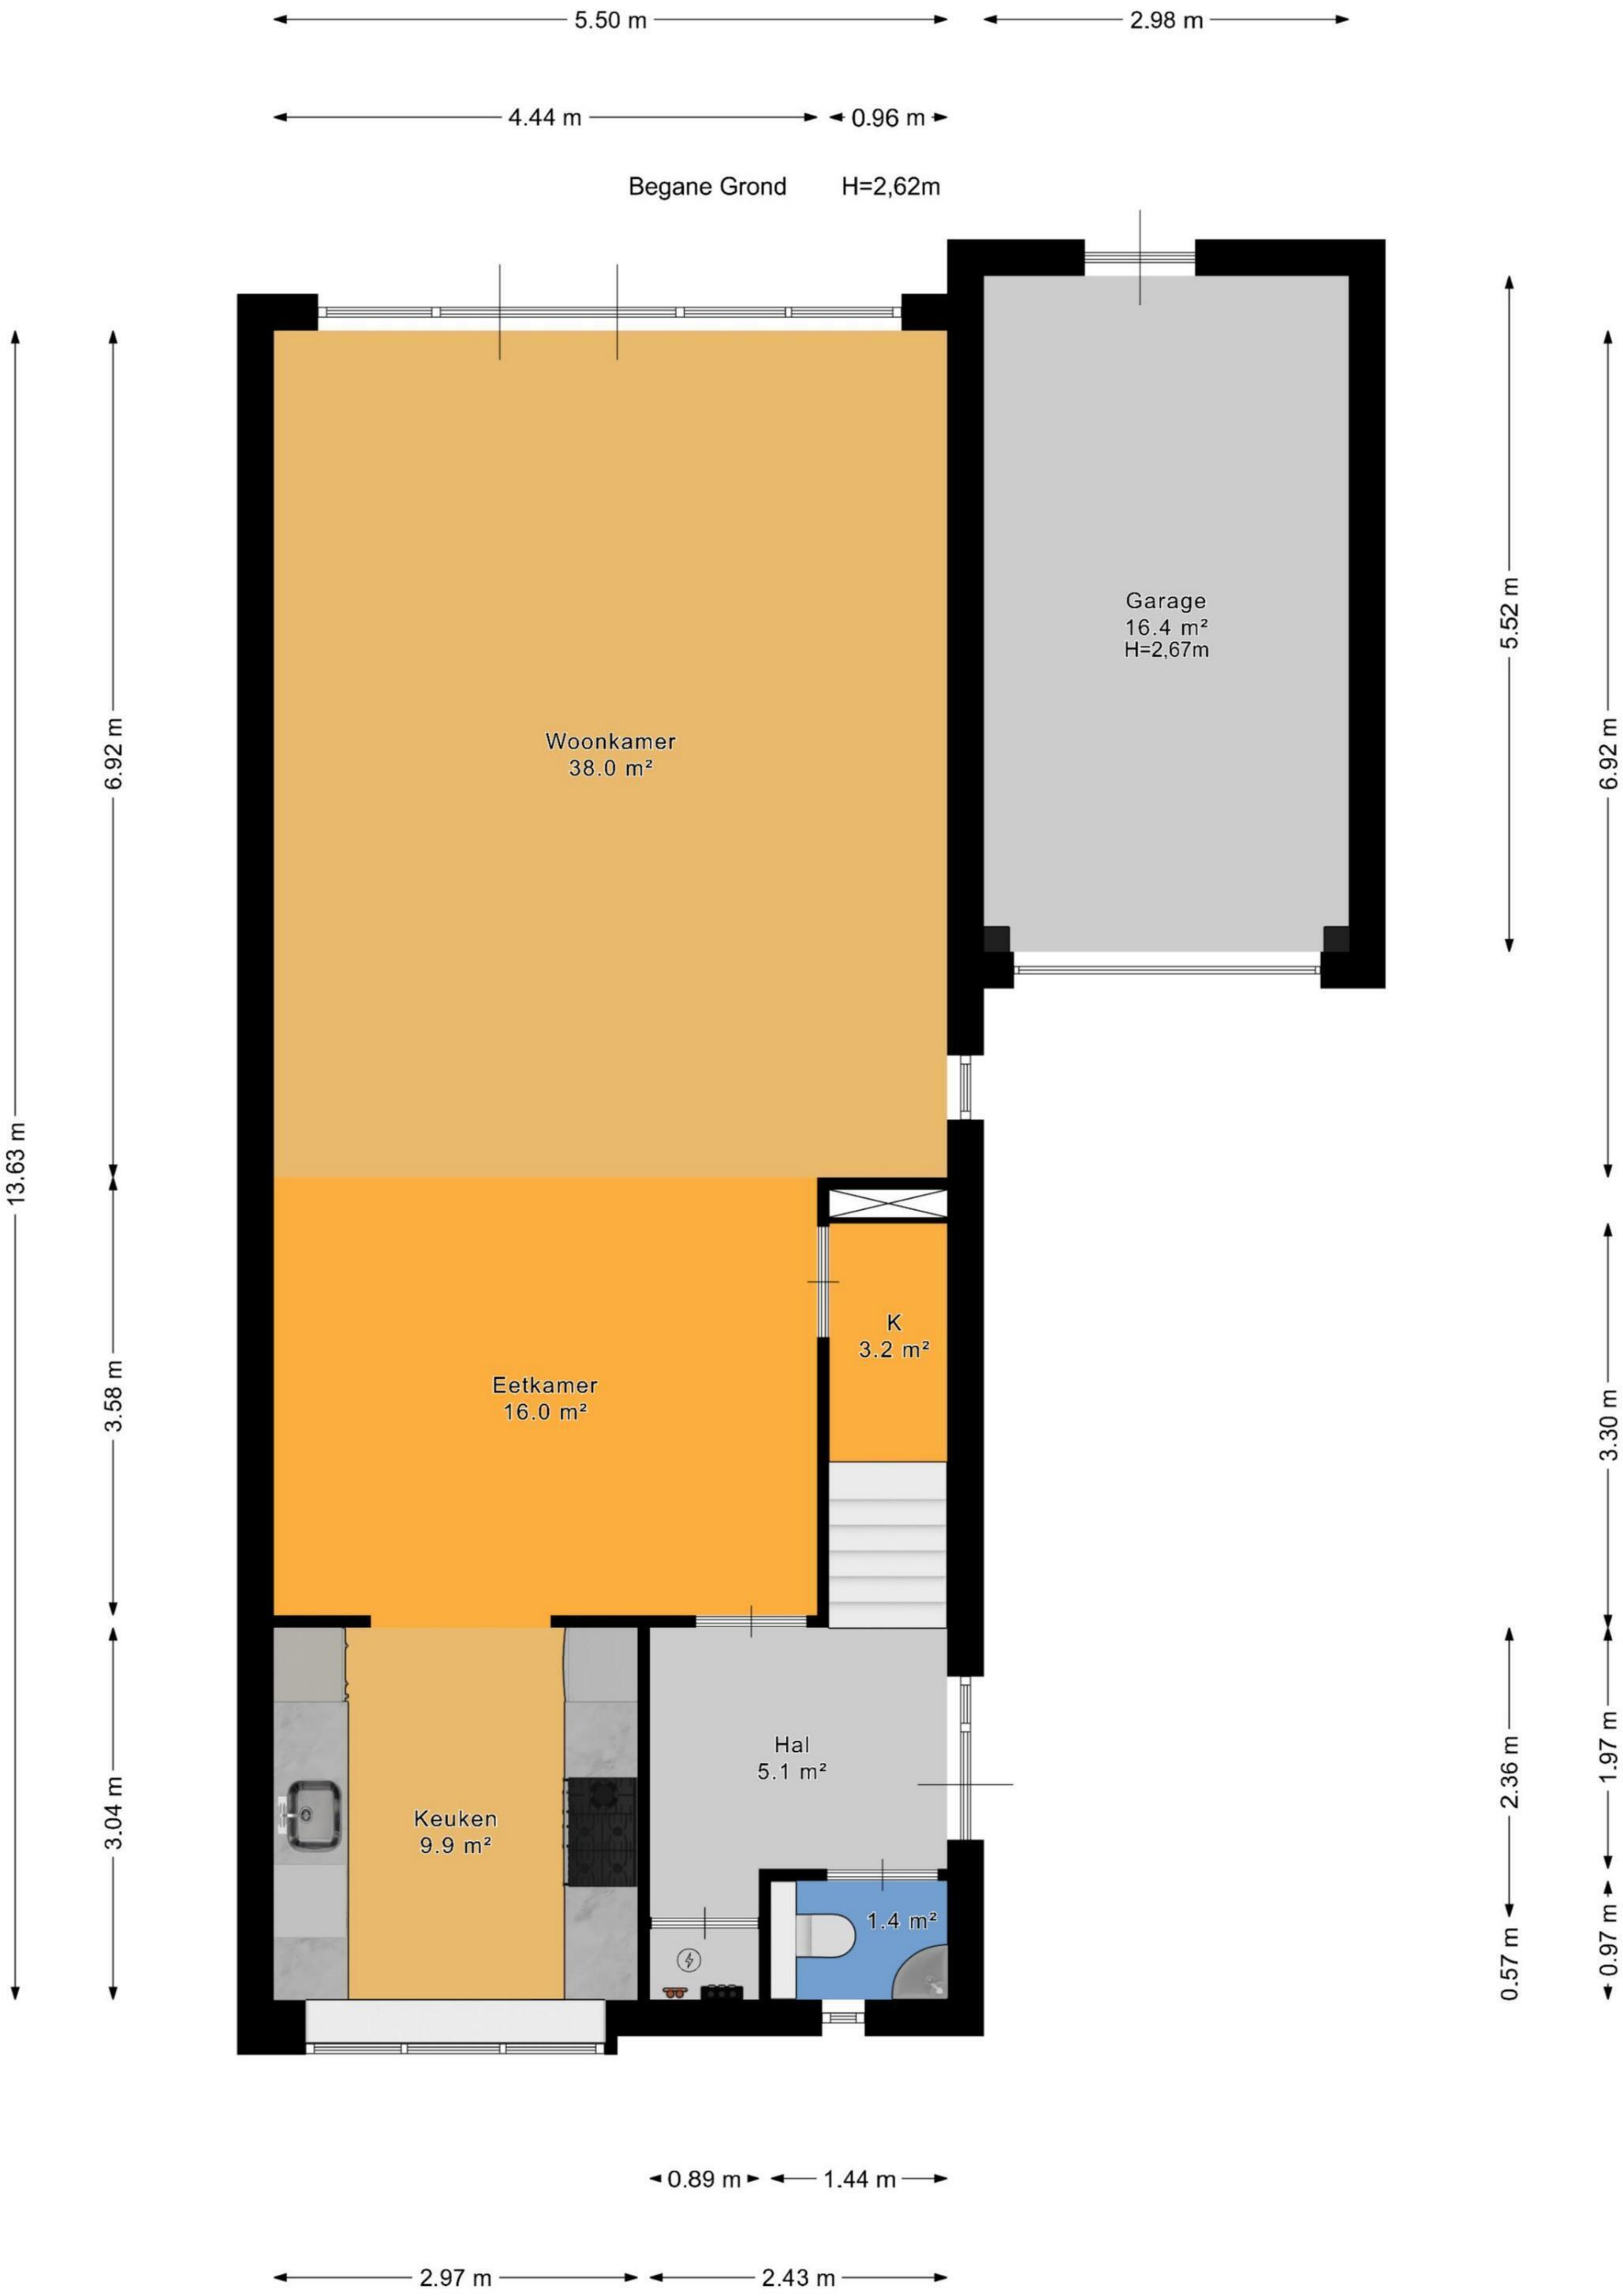 5.50 m
2.98 m
4.44 m
0.96 m
Begane Grond H=2,62m
Garage
16.4 m²
H=2,67m
5.52 m
6.92 m
6.92 m
Woonkamer
38.0 m²
13.63 m
K
3.2 m²
3.58 m
Eetkamer
16.0 m²
3.30 m
Hal
5.1 m²
2.36 m
1.97 m
3.04 m
Keuken
9.9 m²
1.4 m²
0.57 m
0.97 m
0.89 m
1.44 m
2.97 m
2.43 m